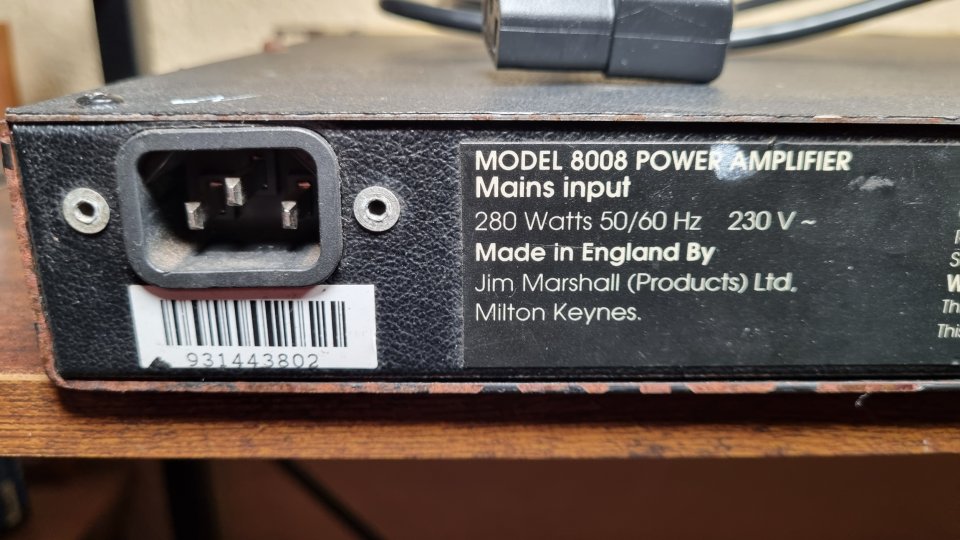 MODEL 8008 POWER AMPLIFIER
Mains input
280 Watts 50/60 Hz 230 V ~
Made in England By
Jim Marshall (Products) Ltd.
Milton Keynes.
931443802